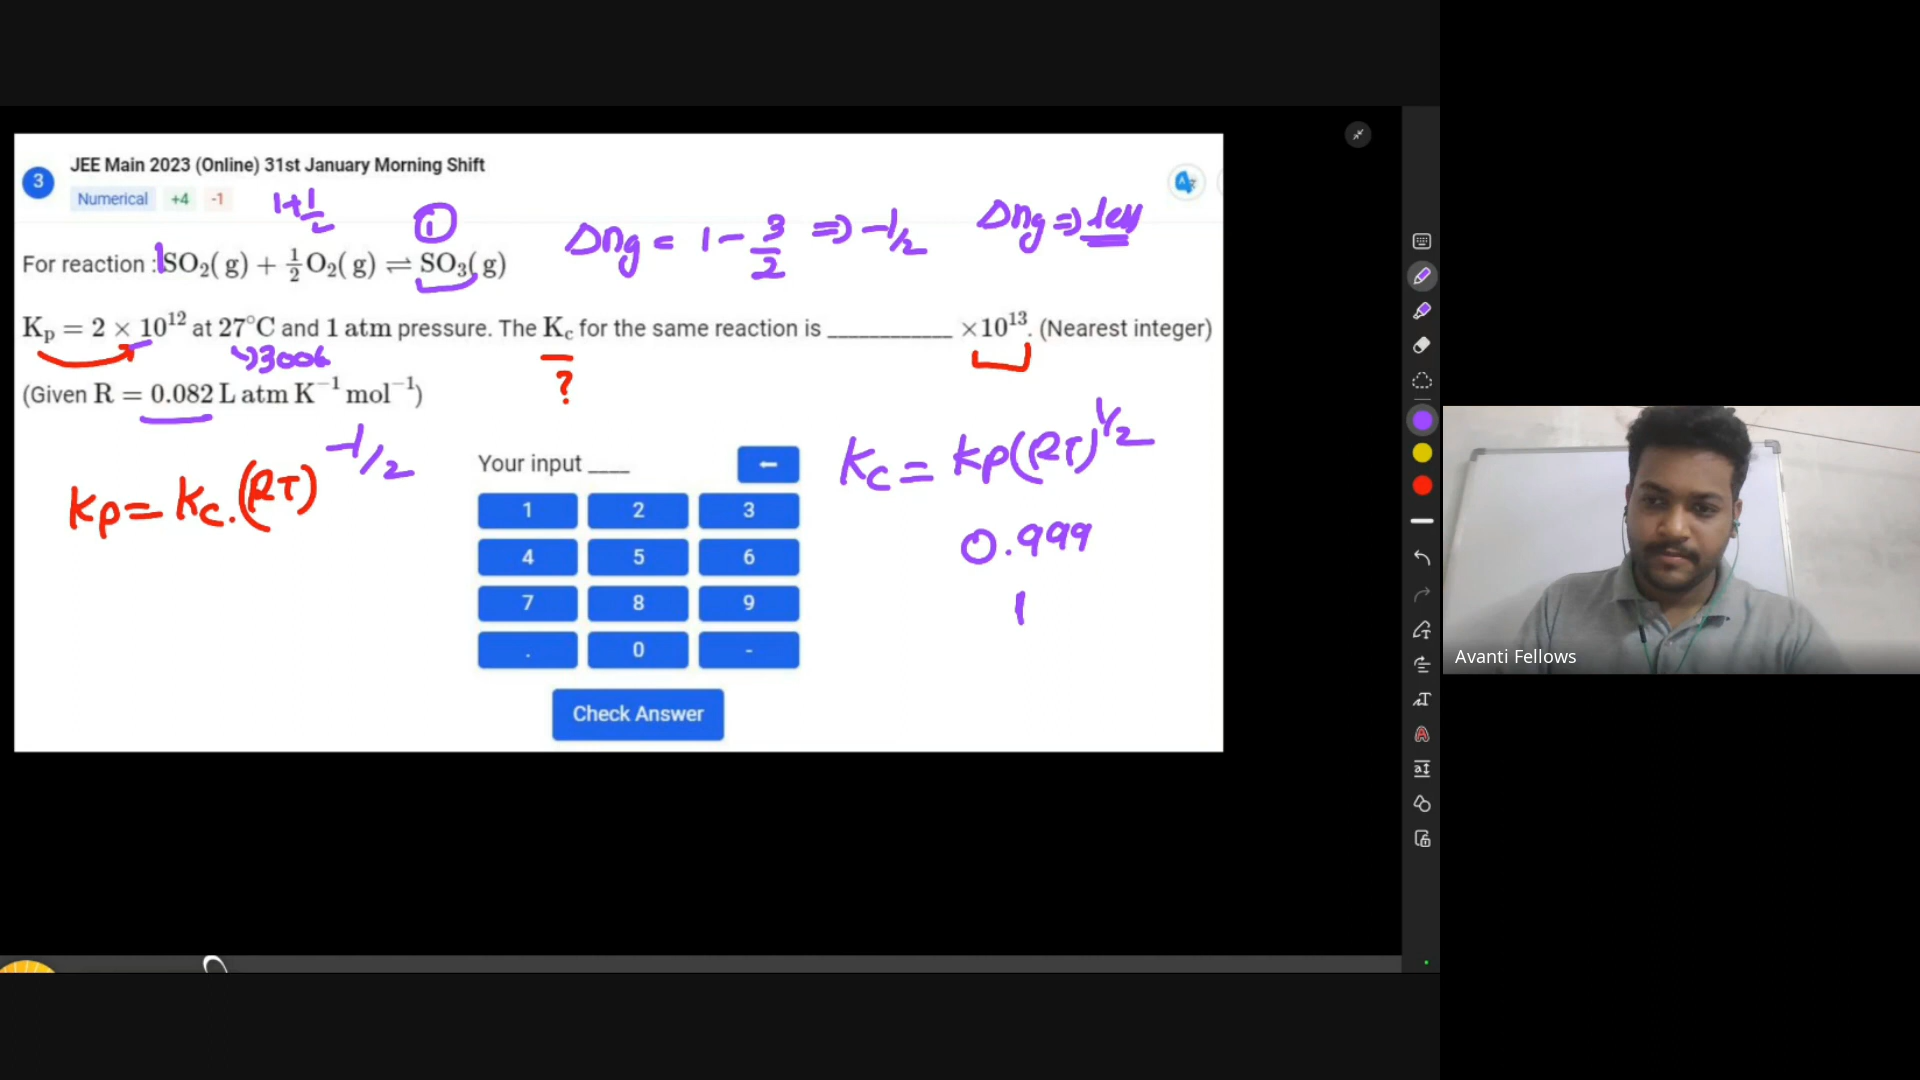 3
JEE Main 2023 (Online) 31st January Morning Shift
Numerical +4 -1
1+1/2
①
Δng = 1 - 3/2 => -1/2
Δng => less
For reaction : 1SO₂( g) + ½O₂( g) ⇌ SO₃( g)
Kₚ = 2 × 10¹² at 27°C and 1 atm pressure. The K꜀ for the same reaction is ____________ ×10¹³. (Nearest integer)
↳300k
?
(Given R = 0.082 L atm K⁻¹ mol⁻¹)
Kp = Kc.(RT)^-1/2
Kc = Kp(RT)^1/2
0.999
1
Your input ____
←
1 2 3
4 5 6
7 8 9
. 0 -
Check Answer
Avanti Fellows